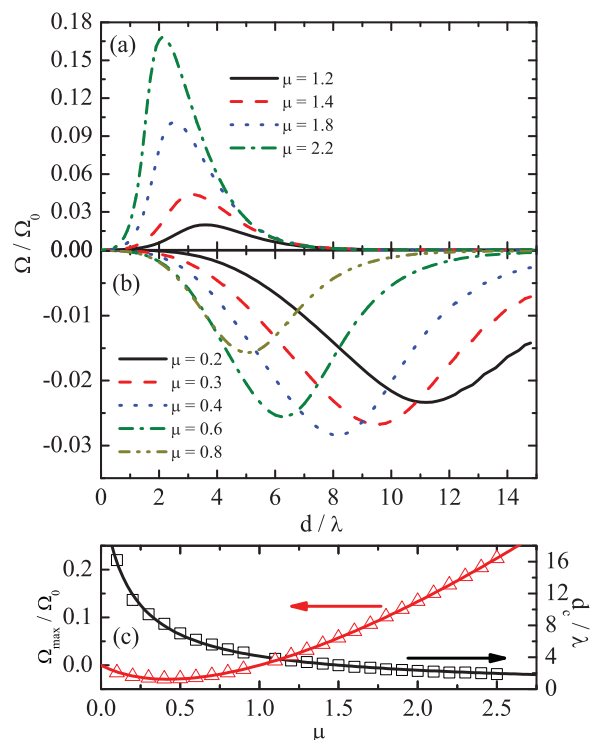 0.18
(a)
0.15
μ = 1.2
μ = 1.4
0.12
μ = 1.8
0.09
μ = 2.2
0.06
0.03
Ω / Ω0
0.00
(b)
-0.01
μ = 0.2
μ = 0.3
-0.02
μ = 0.4
μ = 0.6
-0.03
μ = 0.8
0 2 4 6 8 10 12 14
d / λ
0.2
16
12
0.1
8
(c)
4
0.0
0
Ωmax / Ω0
dc / λ
0.0 0.5 1.0 1.5 2.0 2.5
μ